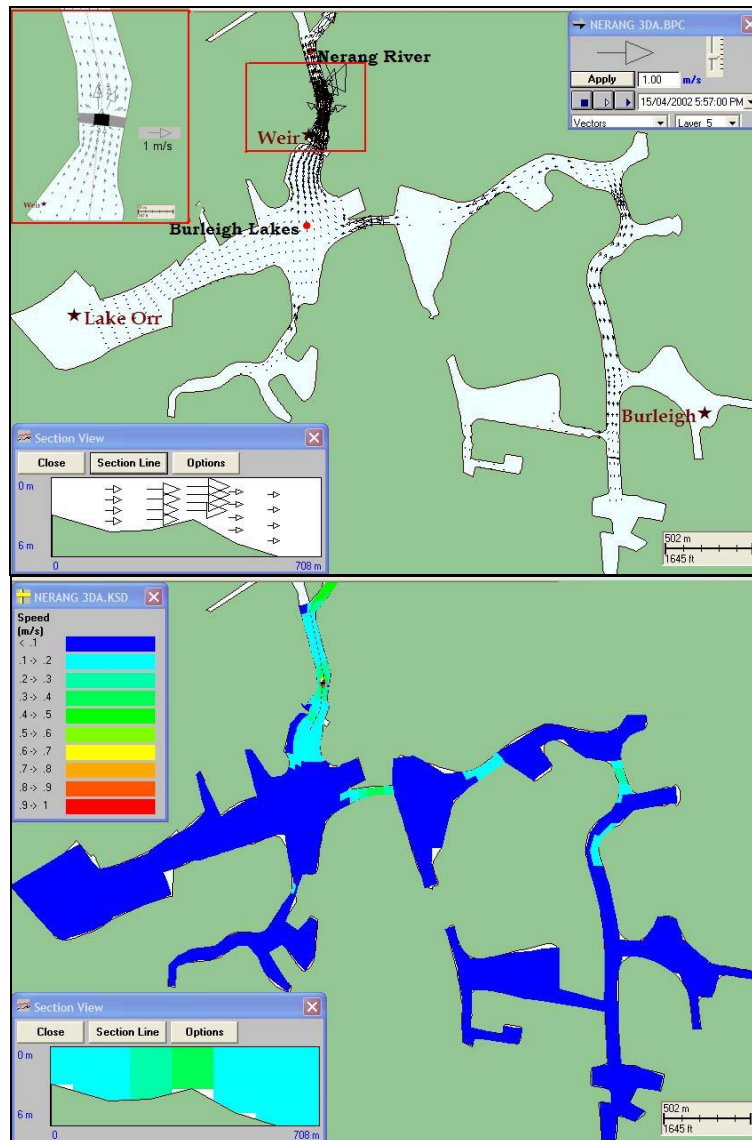 NERANG 3DA.BPC
Nerang River
Apply
1.00
m/s
15/04/2002 5:57:00 PM
Vectors
Layer 5
Weir
1 m/s
Weir
Burleigh Lakes
Lake Orr
Burleigh
Section View
Close
Section Line
Options
0 m
6 m
0
708 m
502 m
1645 ft
NERANG 3DA.KSD
Speed
(m/s)
< .1
.1 -> .2
.2 -> .3
.3 -> .4
.4 -> .5
.5 -> .6
.6 -> .7
.7 -> .8
.8 -> .9
.9 -> 1
Section View
Close
Section Line
Options
0 m
6 m
0
708 m
502 m
1645 ft